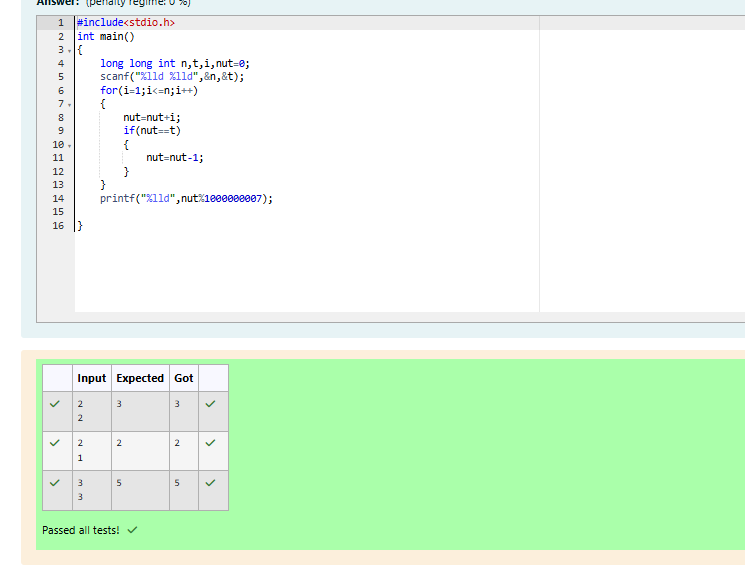 Answer: (penalty regime: 0 %)
1 #include<stdio.h>
2 int main()
3 {
4 long long int n,t,i,nut=0;
5 scanf("%lld %lld",&n,&t);
6 for(i=1;i<=n;i++)
7 {
8 nut=nut+i;
9 if(nut==t)
10 {
11 nut=nut-1;
12 }
13 }
14 printf("%lld",nut%1000000007);
15
16 }
Input Expected Got
2 3 3
2
2 2 2
1
3 5 5
3
Passed all tests!